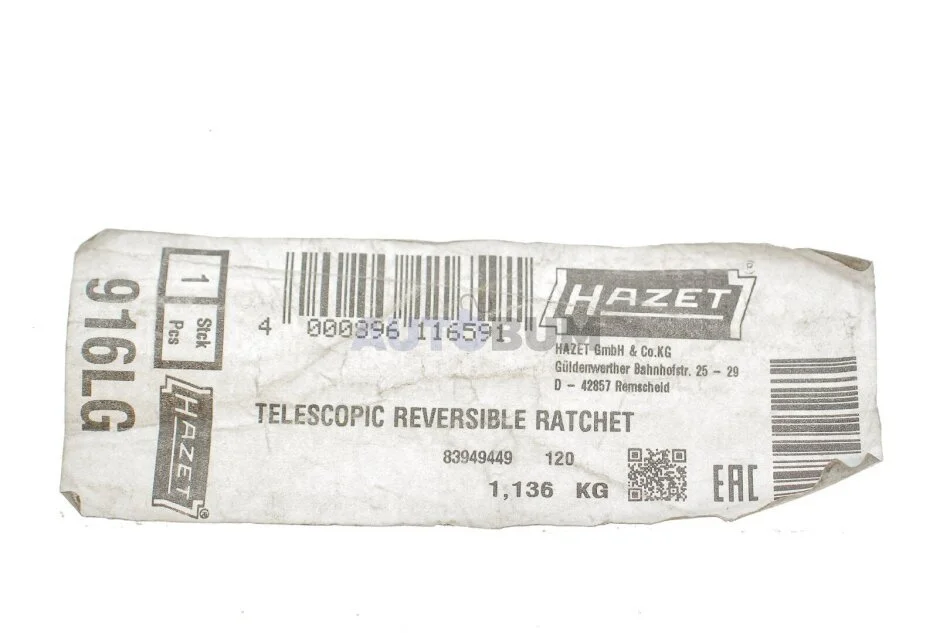 916LG
1 Stck
Pcs
HAZET®
4 000896 116591
AUTOBUM
HAZET®
HAZET GmbH & Co.KG
Güldenwerther Bahnhofstr. 25 – 29
D – 42857 Remscheid
TELESCOPIC REVERSIBLE RATCHET
83949449 120
1,136 KG
EAC